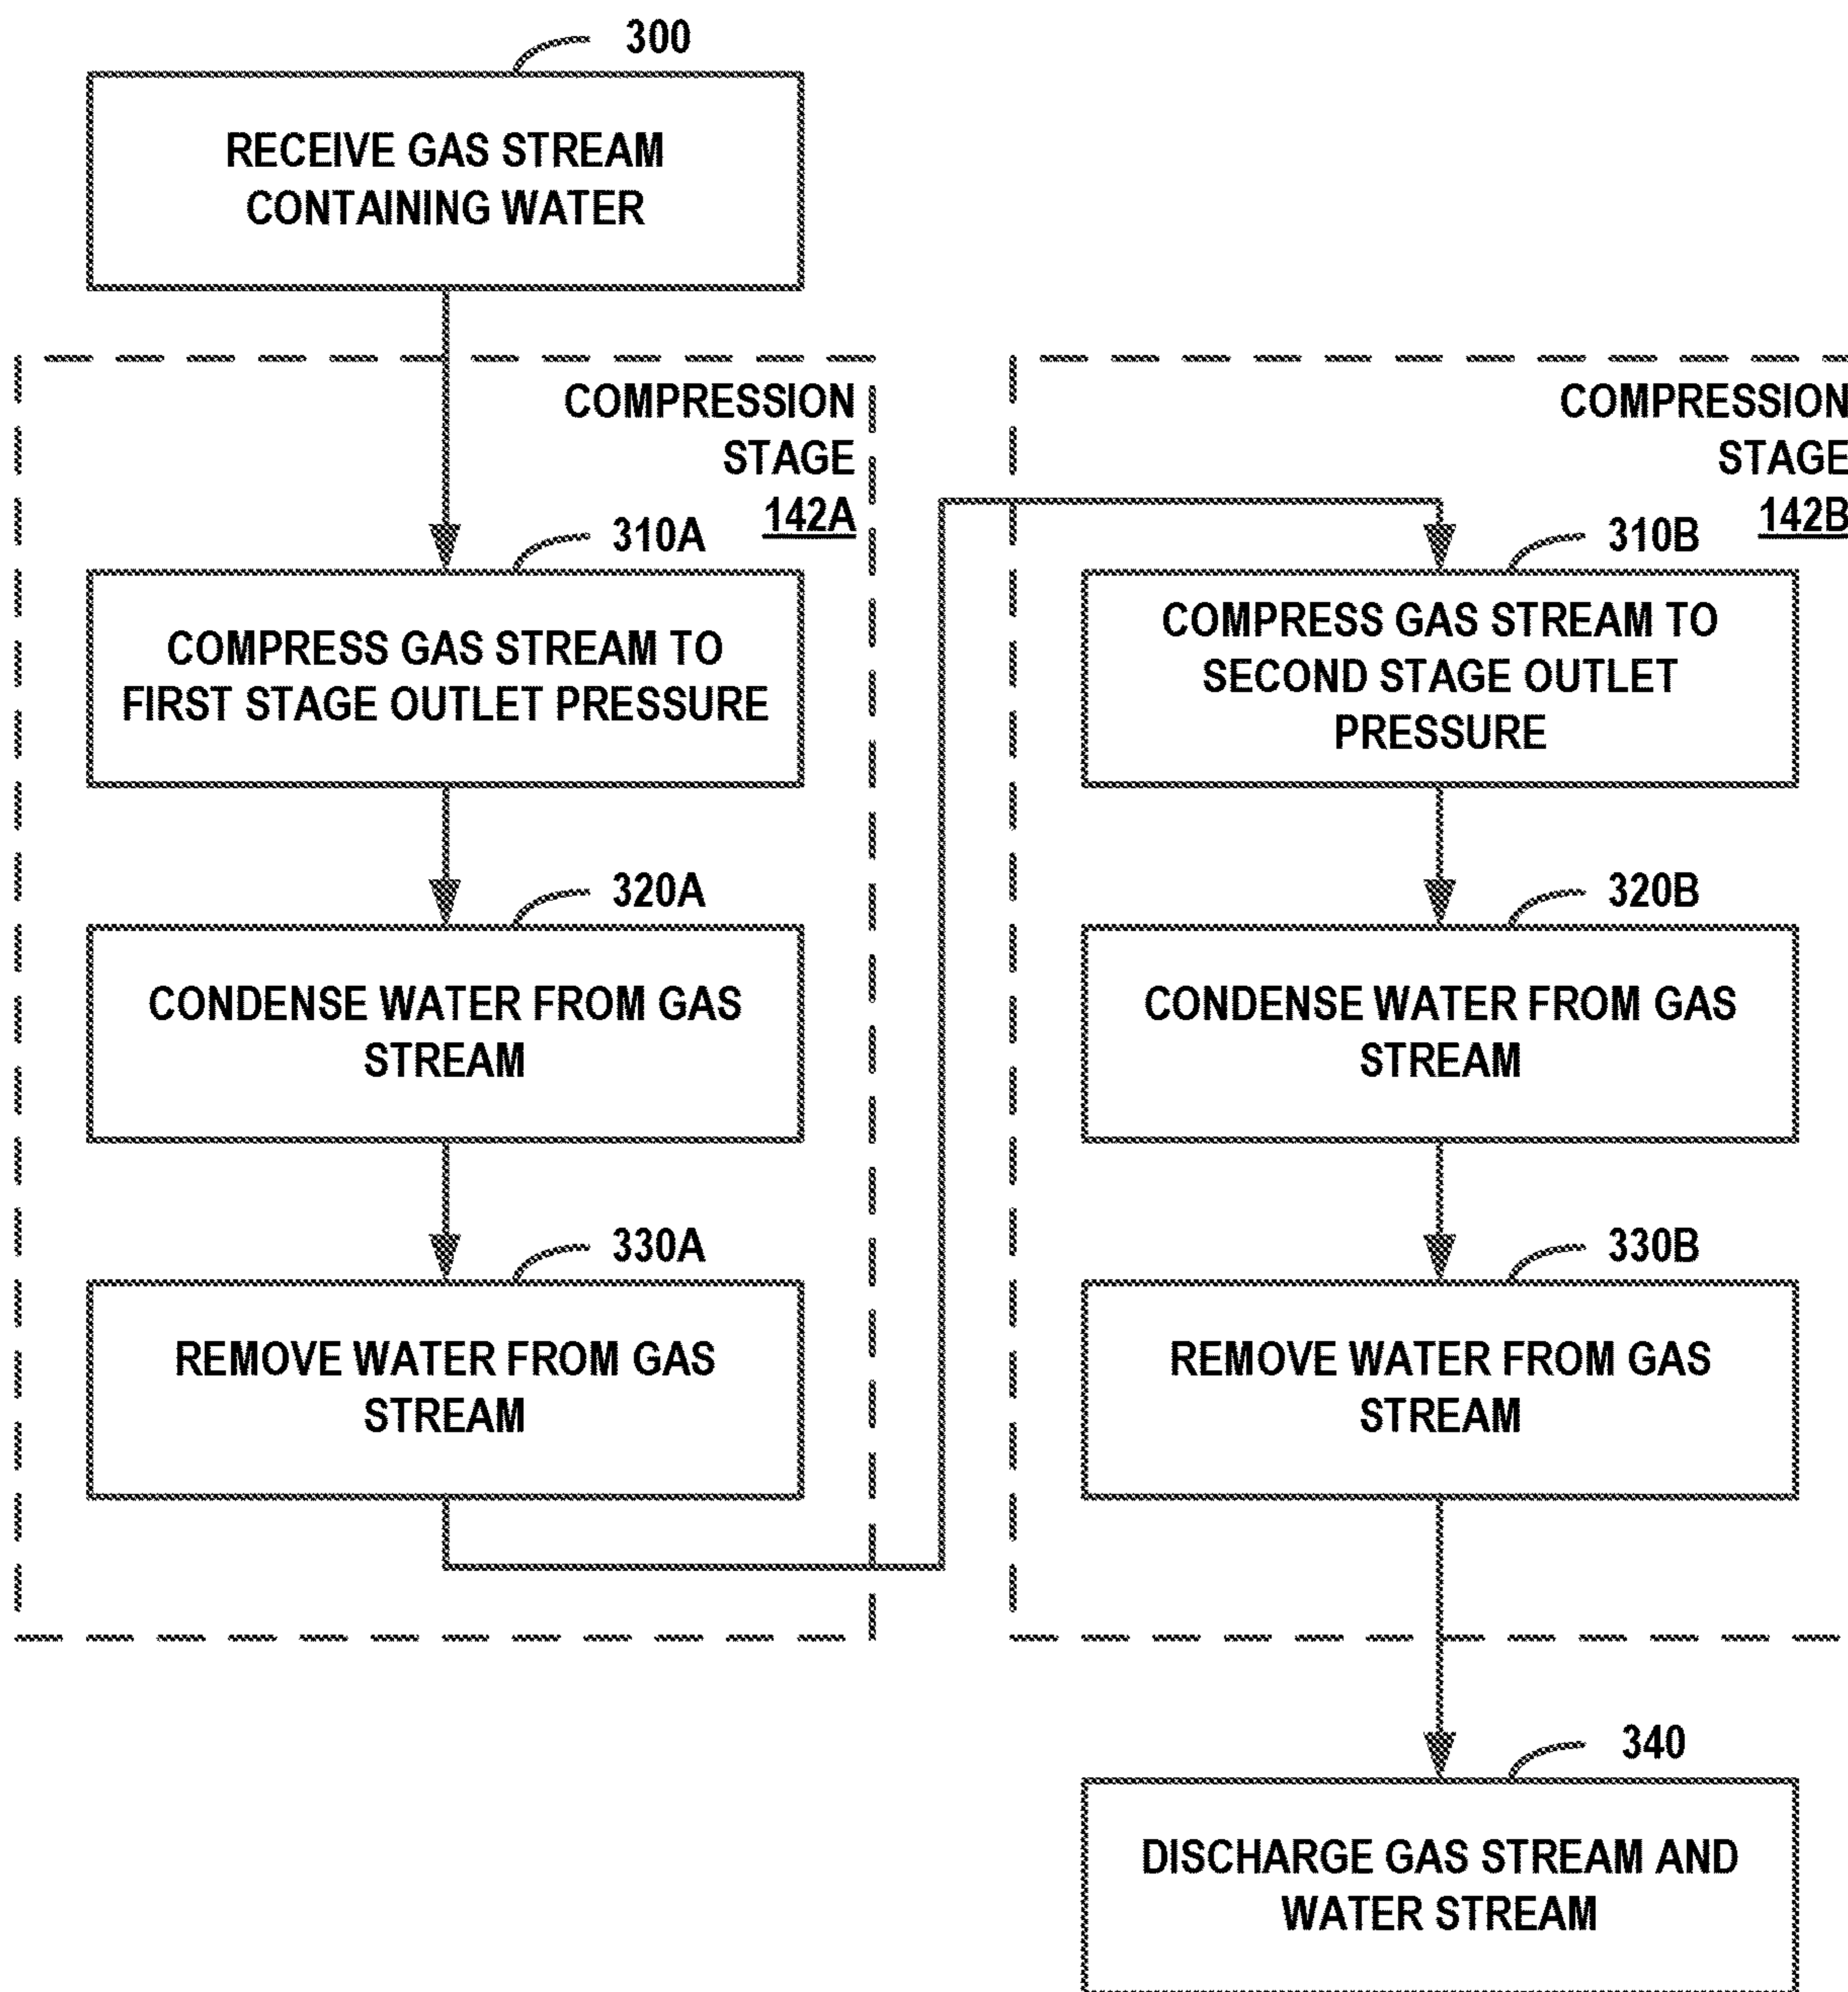 300
RECEIVE GAS STREAM
CONTAINING WATER
COMPRESSION
STAGE
142A
310A
COMPRESS GAS STREAM TO
FIRST STAGE OUTLET PRESSURE
320A
CONDENSE WATER FROM GAS
STREAM
330A
REMOVE WATER FROM GAS
STREAM
COMPRESSION
STAGE
142B
310B
COMPRESS GAS STREAM TO
SECOND STAGE OUTLET
PRESSURE
320B
CONDENSE WATER FROM GAS
STREAM
330B
REMOVE WATER FROM GAS
STREAM
340
DISCHARGE GAS STREAM AND
WATER STREAM